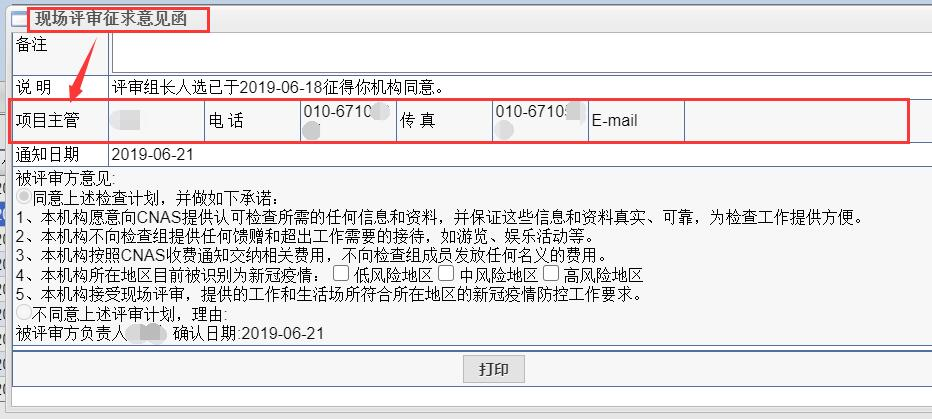 现场评审征求意见函
备注
说 明 评审组长人选已于2019-06-18征得你机构同意。
项目主管 电 话 010-6710 传 真 010-6710 E-mail
通知日期 2019-06-21
被评审方意见:
同意上述检查计划，并做如下承诺：
1、本机构愿意向CNAS提供认可检查所需的任何信息和资料，并保证这些信息和资料真实、可靠，为检查工作提供方便。
2、本机构不向检查组提供任何馈赠和超出工作需要的接待，如游览、娱乐活动等。
3、本机构按照CNAS收费通知交纳相关费用，不向检查组成员发放任何名义的费用。
4、本机构所在地区目前被识别为新冠疫情： 低风险地区 中风险地区 高风险地区
5、本机构接受现场评审，提供的工作和生活场所符合所在地区的新冠疫情防控工作要求。
不同意上述评审计划，理由:
被评审方负责人 确认日期:2019-06-21
打印